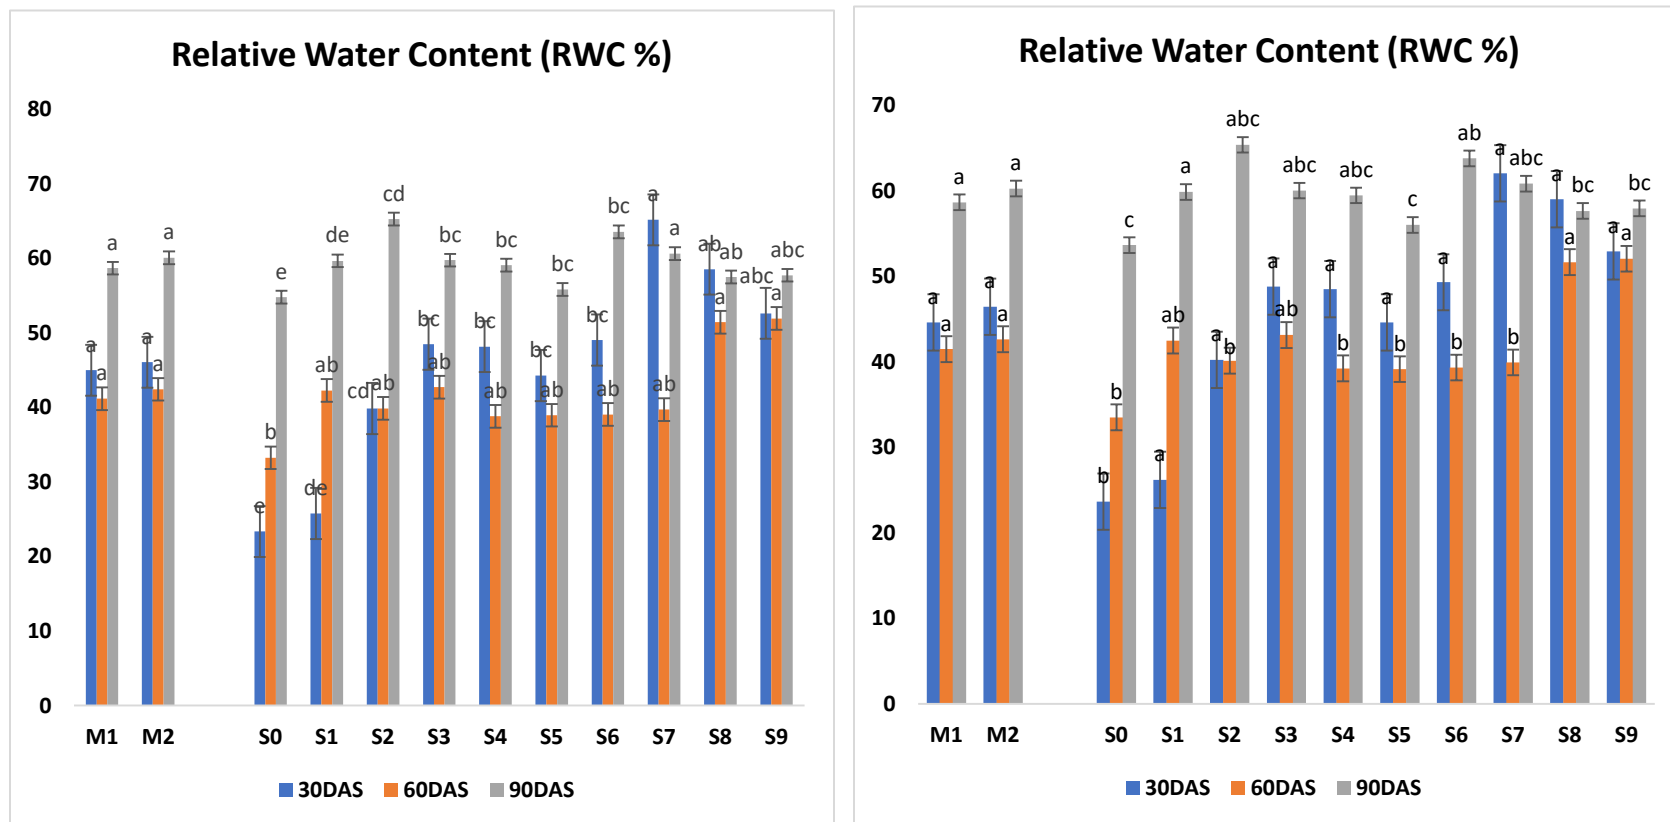 Relative Water Content (RWC %)
80
70
60
50
40
30
20
10
0
a a a
a a a
e b e
de ab de
cd ab cd
bc ab bc
bc ab bc
bc ab bc
bc ab bc
a ab a
ab a ab
abc a abc
M1 M2 S0 S1 S2 S3 S4 S5 S6 S7 S8 S9
30DAS 60DAS 90DAS
Relative Water Content (RWC %)
70
60
50
40
30
20
10
0
a a a
a a a
b b c
a ab a
a b abc
a ab abc
a b abc
a b c
a b ab
a b abc
a a bc
a a bc
M1 M2 S0 S1 S2 S3 S4 S5 S6 S7 S8 S9
30DAS 60DAS 90DAS